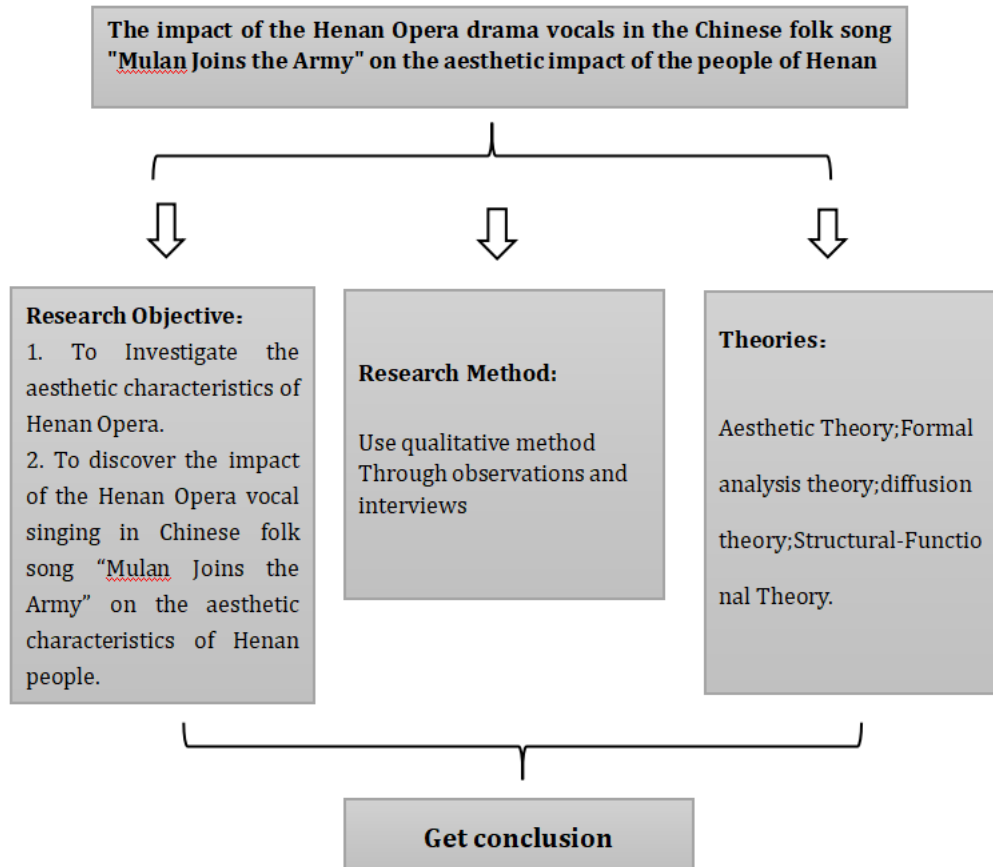 The impact of the Henan Opera drama vocals in the Chinese folk song
"Mulan Joins the Army" on the aesthetic impact of the people of Henan
Research Objective：
1. To Investigate the
aesthetic characteristics of
Henan Opera.
2. To discover the impact
of the Henan Opera vocal
singing in Chinese folk
song “Mulan Joins the
Army” on the aesthetic
characteristics of Henan
people.
Research Method:
Use qualitative method
Through observations and
interviews
Theories：
Aesthetic Theory;Formal
analysis theory;diffusion
theory;Structural-Functio
nal Theory.
Get conclusion